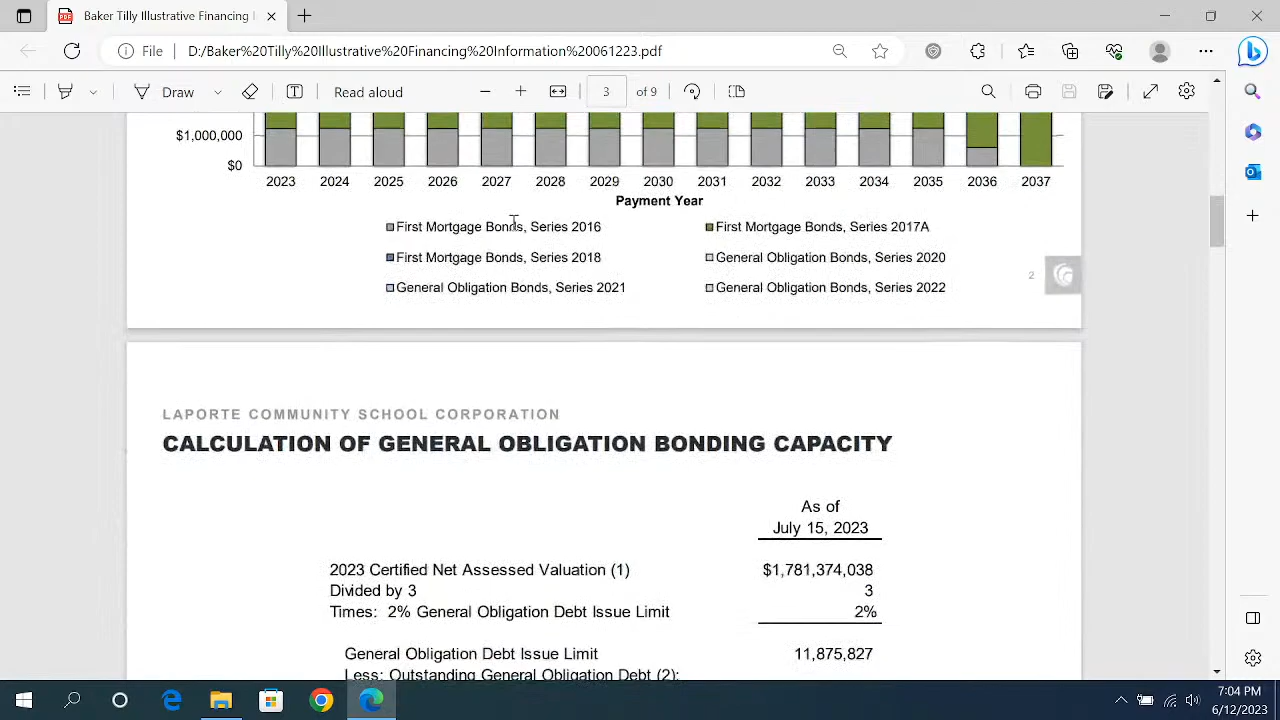 Baker Tilly Illustrative Financing I
File D:/Baker%20Tilly%20Illustrative%20Financing%20Information%20061223.pdf
Draw Read aloud 3 of 9
$1,000,000
$0
2023 2024 2025 2026 2027 2028 2029 2030 2031 2032 2033 2034 2035 2036 2037
Payment Year
First Mortgage Bonds, Series 2016 First Mortgage Bonds, Series 2017A
First Mortgage Bonds, Series 2018 General Obligation Bonds, Series 2020
2
General Obligation Bonds, Series 2021 General Obligation Bonds, Series 2022
LAPORTE COMMUNITY SCHOOL CORPORATION
CALCULATION OF GENERAL OBLIGATION BONDING CAPACITY
As of
July 15, 2023
2023 Certified Net Assessed Valuation (1) $1,781,374,038
Divided by 3 3
Times: 2% General Obligation Debt Issue Limit 2%
General Obligation Debt Issue Limit 11,875,827
Less: Outstanding General Obligation Debt (2):
7:04 PM
6/12/2023